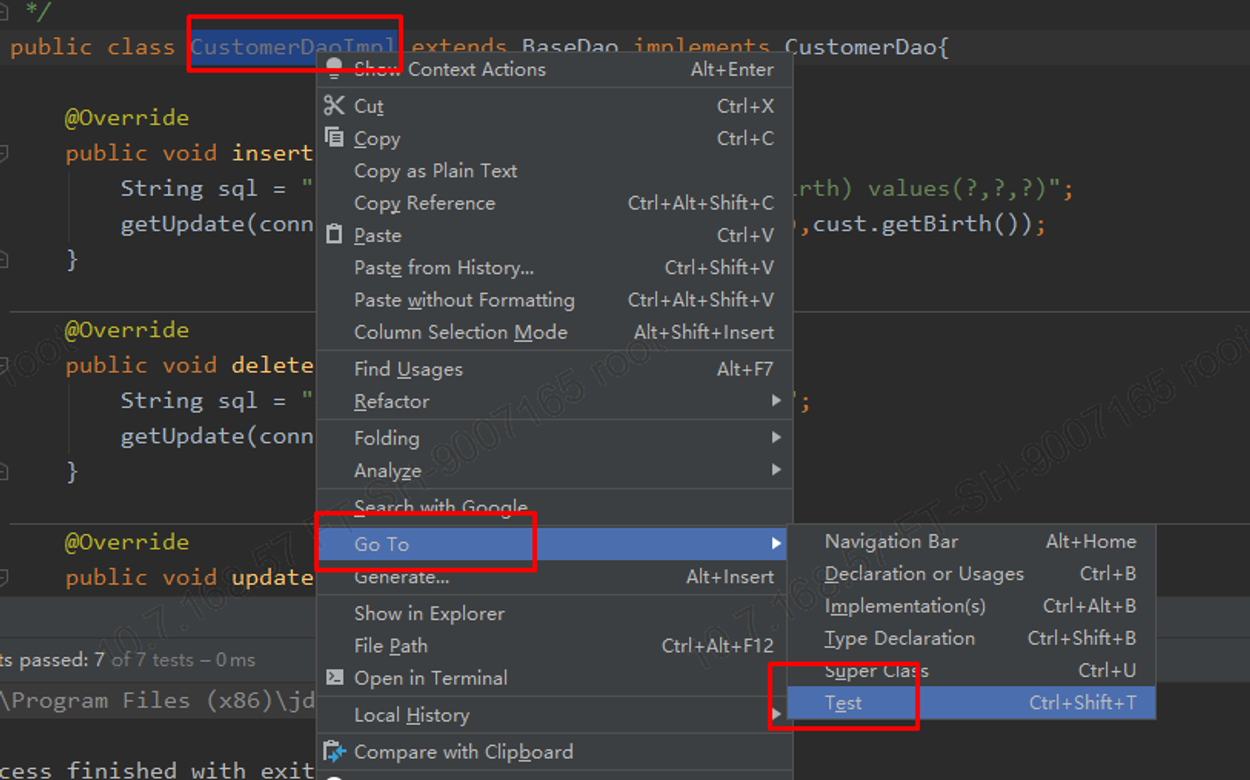 */
public class CustomerDaoImpl extends BaseDao implements CustomerDao{
Show Context Actions Alt+Enter
Cut Ctrl+X
@Override
Copy Ctrl+C
public void insert
Copy as Plain Text
String sql = " irth) values(?,?,?)";
Copy Reference Ctrl+Alt+Shift+C
getUpdate(conn ),cust.getBirth());
Paste Ctrl+V
}
Paste from History... Ctrl+Shift+V
Paste without Formatting Ctrl+Alt+Shift+V
@Override
Column Selection Mode Alt+Shift+Insert
public void delete
Find Usages Alt+F7
String sql = " ";
Refactor
getUpdate(conn
Folding
}
Analyze
Search with Google
@Override
Go To
public void update
Generate... Alt+Insert
Show in Explorer
File Path Ctrl+Alt+F12
Open in Terminal
Local History
Compare with Clipboard
Navigation Bar Alt+Home
Declaration or Usages Ctrl+B
Implementation(s) Ctrl+Alt+B
Type Declaration Ctrl+Shift+B
Super Class Ctrl+U
Test Ctrl+Shift+T
ts passed: 7 of 7 tests – 0 ms
\Program Files (x86)\jd
cess finished with exit
root
10.7.168.57 FT-SH-9007165 root
10.7.168.57 FT-SH-9007165 root